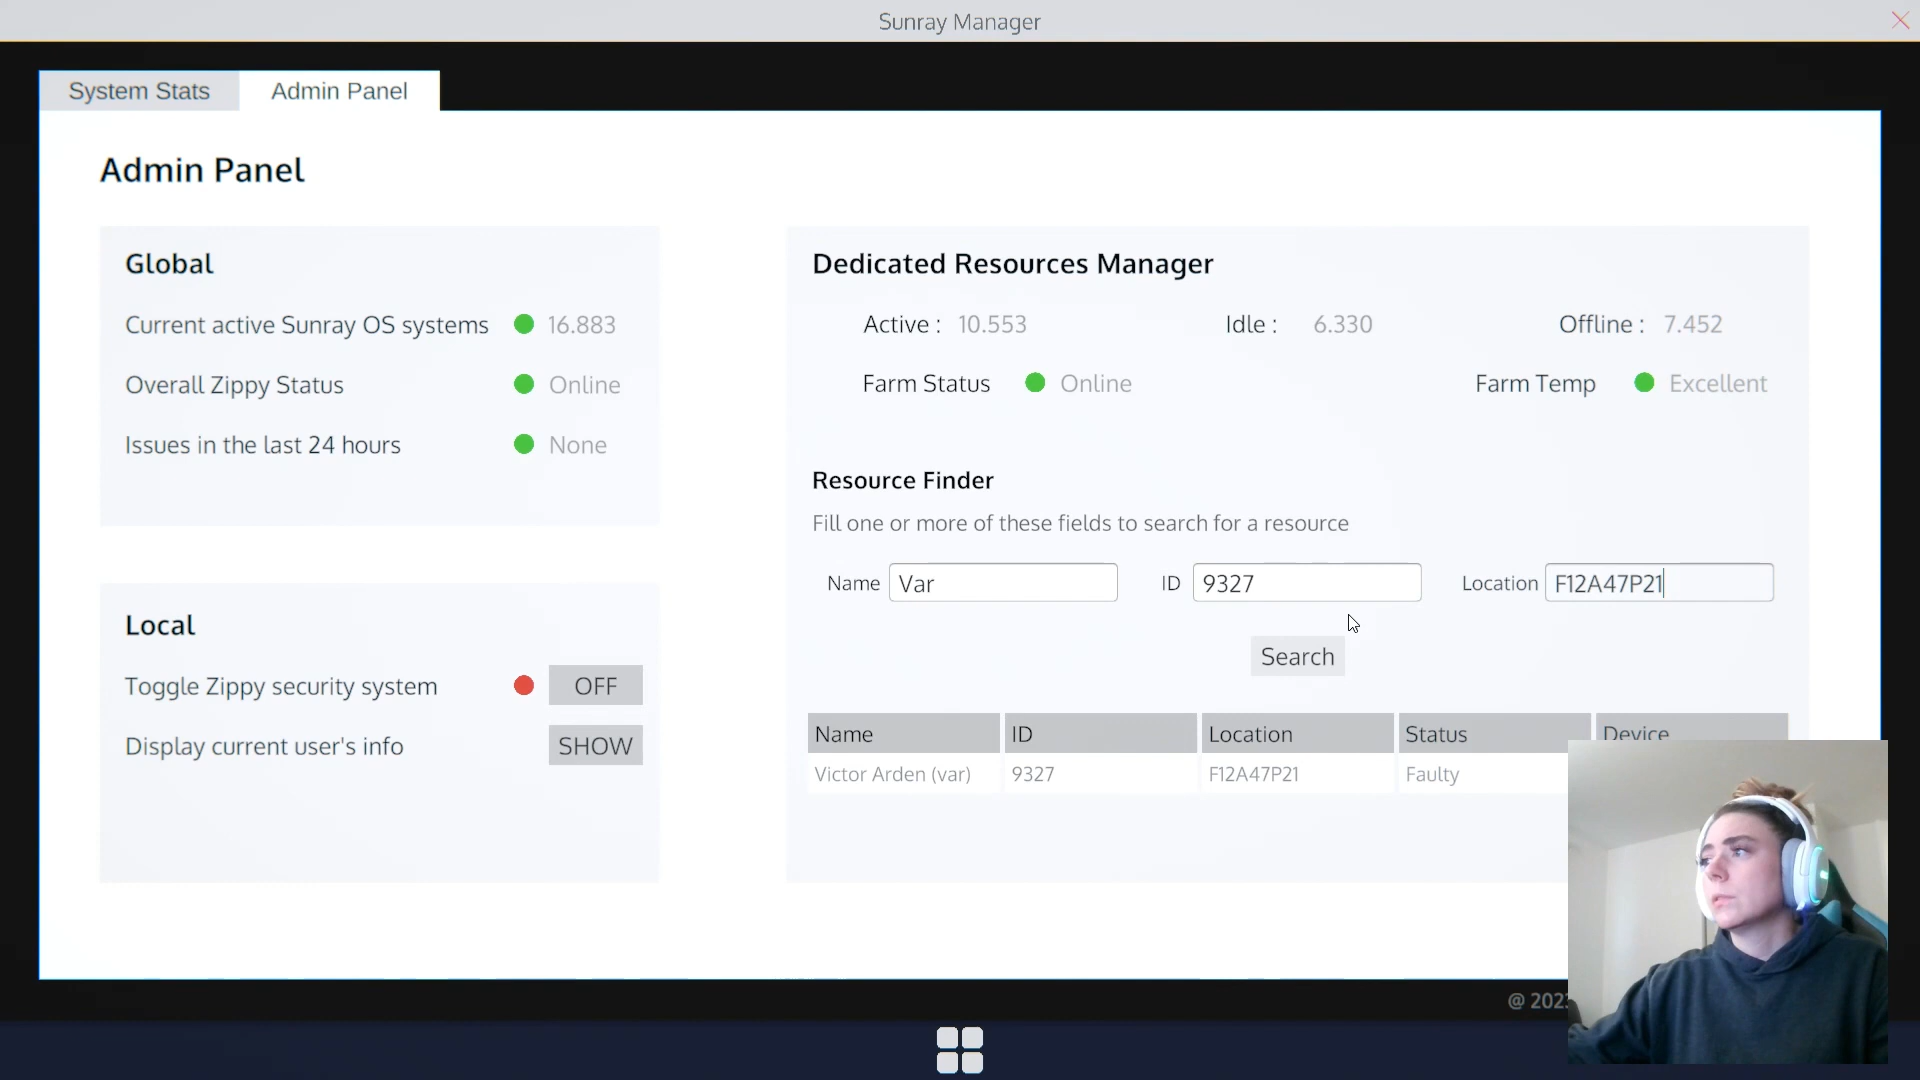 Sunray Manager
System Stats
Admin Panel
Admin Panel
Global
Current active Sunray OS systems 16.883
Overall Zippy Status Online
Issues in the last 24 hours None
Local
Toggle Zippy security system OFF
Display current user's info SHOW
Dedicated Resources Manager
Active : 10.553 Idle : 6.330 Offline : 7.452
Farm Status Online Farm Temp Excellent
Resource Finder
Fill one or more of these fields to search for a resource
Name Var ID 9327 Location F12A47P21
Search
Name ID Location Status Device
Victor Arden (var) 9327 F12A47P21 Faulty
@ 202